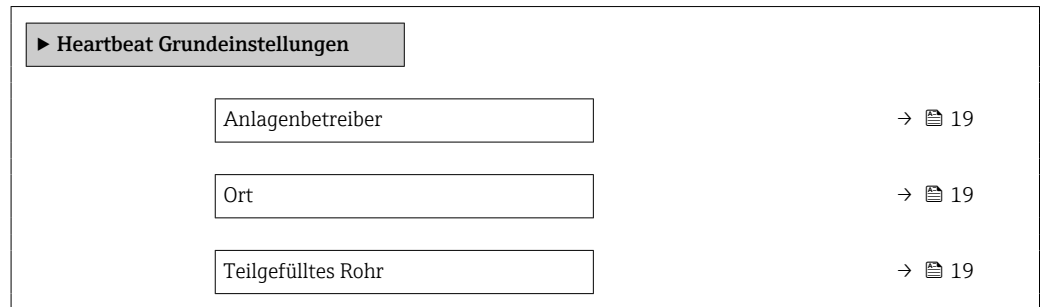 ▶ Heartbeat Grundeinstellungen
Anlagenbetreiber → 19
Ort → 19
Teilgefülltes Rohr → 19